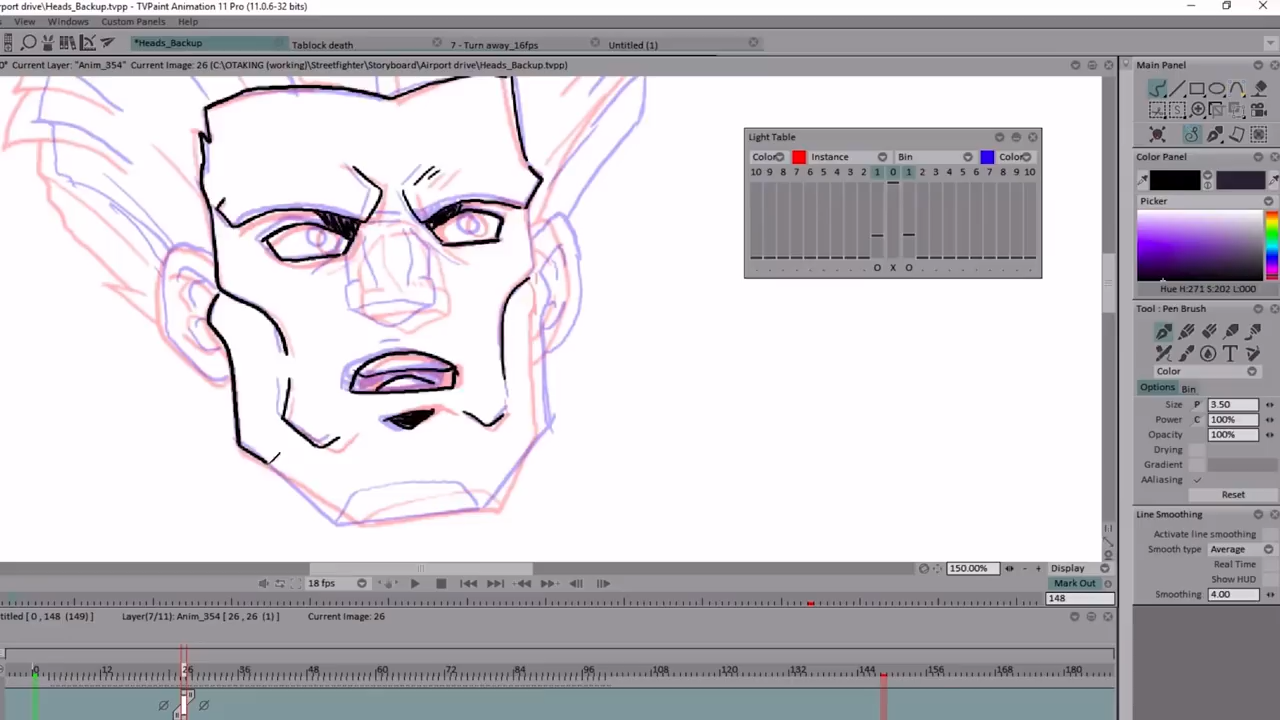 port drive\Heads_Backup.tvpp - TVPaint Animation 11 Pro (11.0.6-32 bits)
View Windows Custom Panels Help
*Heads_Backup Tablock death 7 - Turn away_16fps Untitled (1)
0* Current Layer: "Anim_354" Current Image: 26 (C:\OTAKING (working)\Streetfighter\Storyboard\Airport drive\Heads_Backup.tvpp)
Main Panel
Light Table
Color Instance Bin Color
10 9 8 7 6 5 4 3 2 1 0 1 2 3 4 5 6 7 8 9 10
O X O
Color Panel
Picker
Hue H:271 S:202 L:000
Tool : Pen Brush
T
Color
Options Bin
Size P 3.50
Power C 100%
Opacity 100%
Drying
Gradient
AAliasing
Reset
Line Smoothing
Activate line smoothing
Smooth type Average
Real Time
Show HUD
Smoothing 4.00
150.00% Display
18 fps
Mark Out
148
ntitled [ 0 , 148 (149) ] Layer(7/11): Anim_354 [ 26 , 26 (1) ] Current Image: 26
0 12 26 36 48 60 72 84 96 108 120 132 144 156 168 180